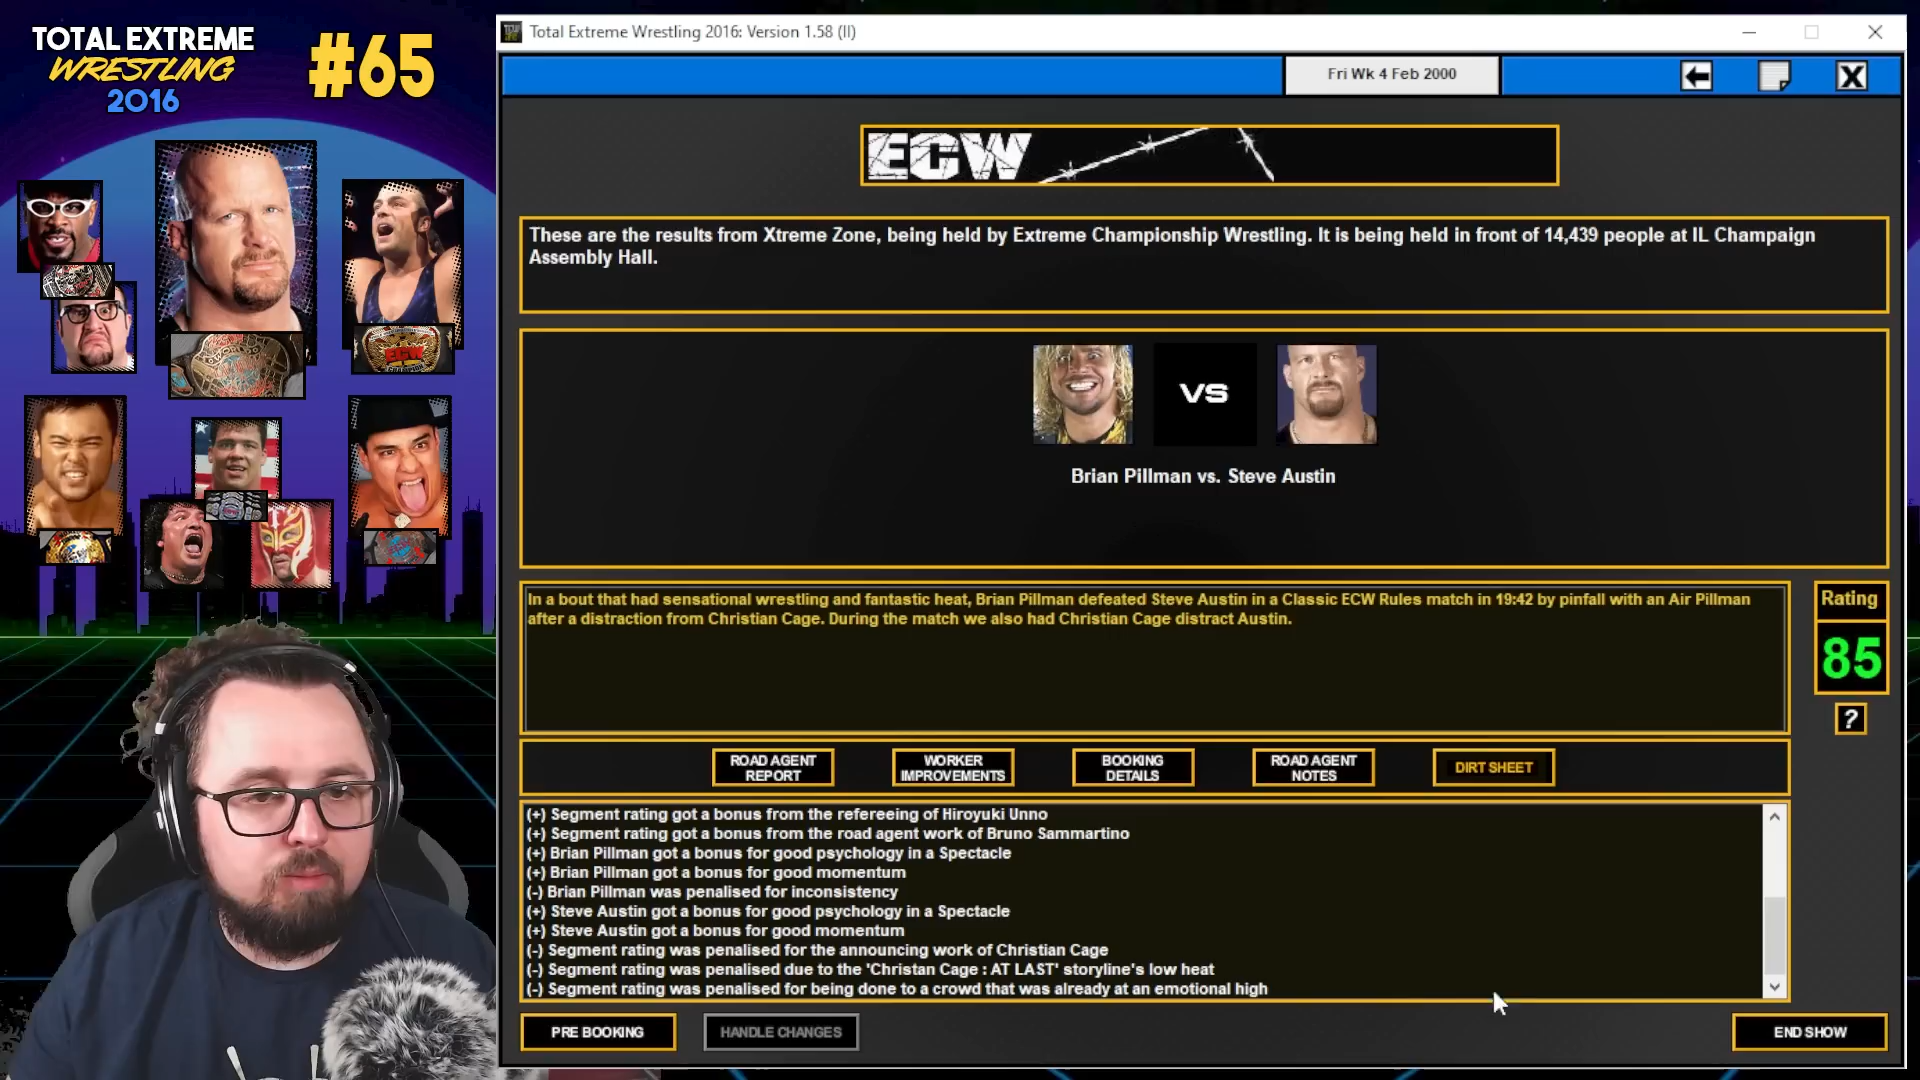 TOTAL EXTREME
WRESTLING
2016
#65
Total Extreme Wrestling 2016: Version 1.58 (II)
Fri Wk 4 Feb 2000
ECW
These are the results from Xtreme Zone, being held by Extreme Championship Wrestling. It is being held in front of 14,439 people at IL Champaign
Assembly Hall.
VS
Brian Pillman vs. Steve Austin
In a bout that had sensational wrestling and fantastic heat, Brian Pillman defeated Steve Austin in a Classic ECW Rules match in 19:42 by pinfall with an Air Pillman
after a distraction from Christian Cage. During the match we also had Christian Cage distract Austin.
Rating
85
?
ROAD AGENT
REPORT
WORKER
IMPROVEMENTS
BOOKING
DETAILS
ROAD AGENT
NOTES
DIRT SHEET
(+) Segment rating got a bonus from the refereeing of Hiroyuki Unno
(+) Segment rating got a bonus from the road agent work of Bruno Sammartino
(+) Brian Pillman got a bonus for good psychology in a Spectacle
(+) Brian Pillman got a bonus for good momentum
(-) Brian Pillman was penalised for inconsistency
(+) Steve Austin got a bonus for good psychology in a Spectacle
(+) Steve Austin got a bonus for good momentum
(-) Segment rating was penalised for the announcing work of Christian Cage
(-) Segment rating was penalised due to the 'Christan Cage : AT LAST' storyline's low heat
(-) Segment rating was penalised for being done to a crowd that was already at an emotional high
PRE BOOKING
HANDLE CHANGES
END SHOW